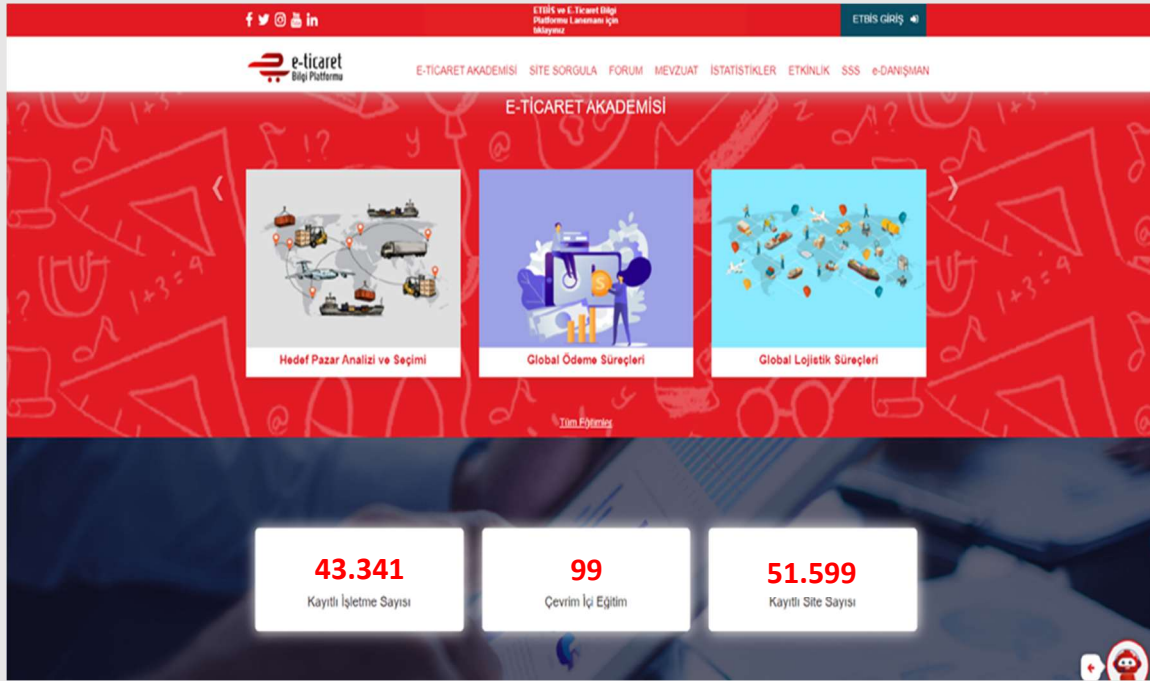 ETBİS ve E.Ticaret Bilgi
Platformu Lansmanı için
tıklayınız
ETBİS GİRİŞ
e-ticaret
Bilgi Platformu
E-TİCARET AKADEMİSİ SİTE SORGULA FORUM MEVZUAT İSTATİSTİKLER ETKİNLİK SSS e-DANIŞMAN
E-TİCARET AKADEMİSİ
Hedef Pazar Analizi ve Seçimi
Global Ödeme Süreçleri
Global Lojistik Süreçleri
Tüm Eğitimler
43.341
Kayıtlı İşletme Sayısı
99
Çevrim İçi Eğitim
51.599
Kayıtlı Site Sayısı